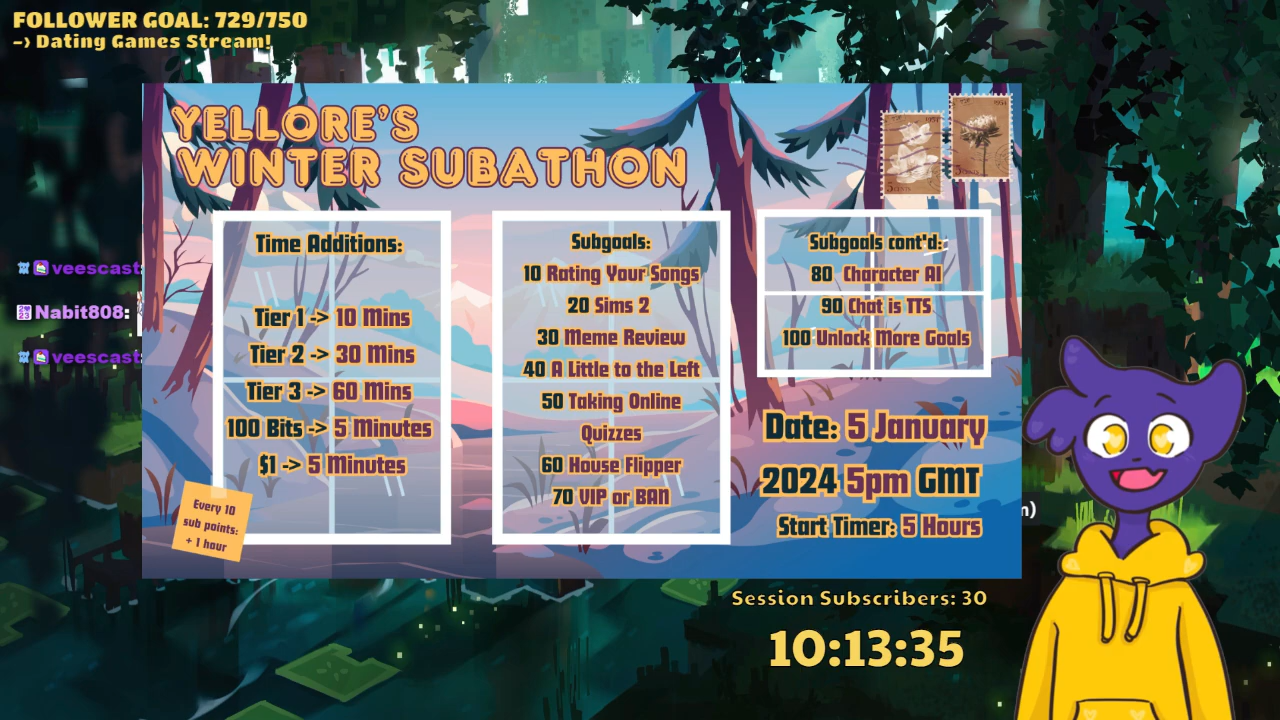 FOLLOWER GOAL: 729/750
-> Dating Games Stream!
YELLORE'S
WINTER SUBATHON
Time Additions:
Tier 1 -> 10 Mins
Tier 2 -> 30 Mins
Tier 3 -> 60 Mins
100 Bits -> 5 Minutes
$1 -> 5 Minutes
Every 10
sub points:
+ 1 hour
Subgoals:
10 Rating Your Songs
20 Sims 2
30 Meme Review
40 A Little to the Left
50 Taking Online
Quizzes
60 House Flipper
70 VIP or BAN
Subgoals cont'd:
80 Character AI
90 Chat is TTS
100 Unlock More Goals
Date: 5 January
2024 5pm GMT
Start Timer: 5 Hours
veescast:
Nabit808:
veescast:
n)
Session Subscribers: 30
10:13:35